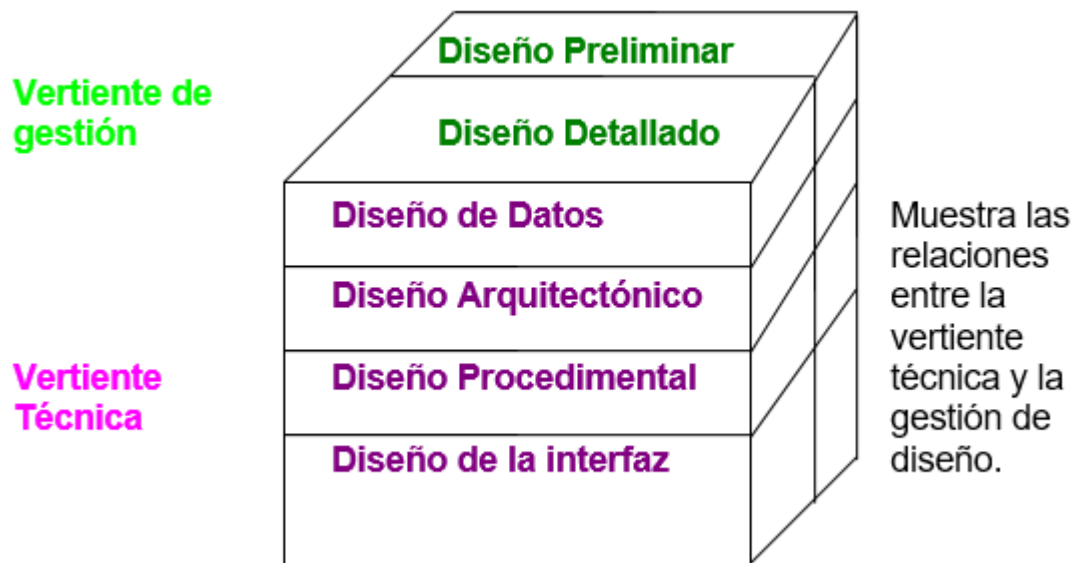 Diseño Preliminar
Vertiente de
gestión
Diseño Detallado
Diseño de Datos
Diseño Arquitectónico
Vertiente
Técnica
Diseño Procedimental
Diseño de la interfaz
Muestra las
relaciones
entre la
vertiente
técnica y la
gestión de
diseño.